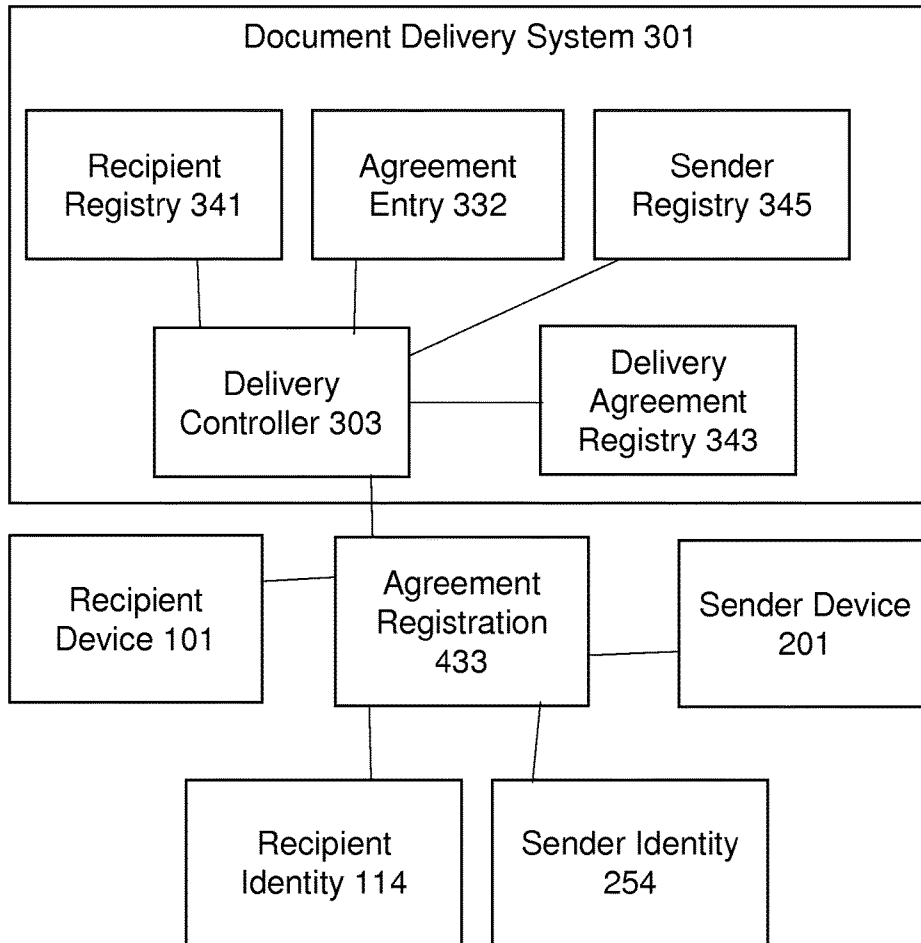 Document Delivery System 301
Recipient
Registry 341
Agreement
Entry 332
Sender
Registry 345
Delivery
Controller 303
Delivery
Agreement
Registry 343
Recipient
Device 101
Agreement
Registration
433
Sender Device
201
Recipient
Identity 114
Sender Identity
254